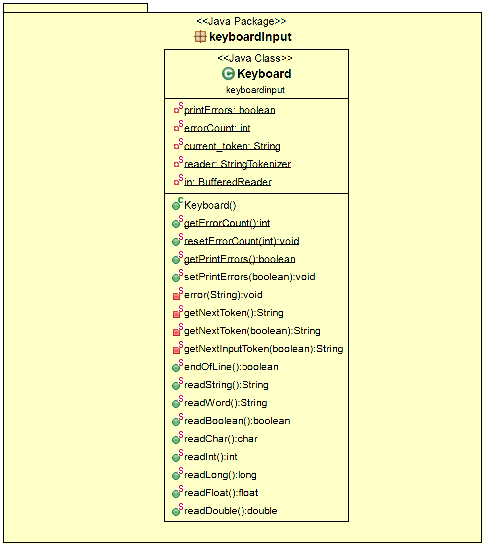 <<Java Package>>
keyboardInput
<<Java Class>>
Keyboard
keyboardinput
printErrors: boolean
errorCount: int
current_token: String
reader: StringTokenizer
in: BufferedReader
Keyboard()
getErrorCount():int
resetErrorCount(int):void
getPrintErrors():boolean
setPrintErrors(boolean):void
error(String):void
getNextToken():String
getNextToken(boolean):String
getNextInputToken(boolean):String
endOfLine():boolean
readString():String
readWord():String
readBoolean():boolean
readChar():char
readInt():int
readLong():long
readFloat():float
readDouble():double